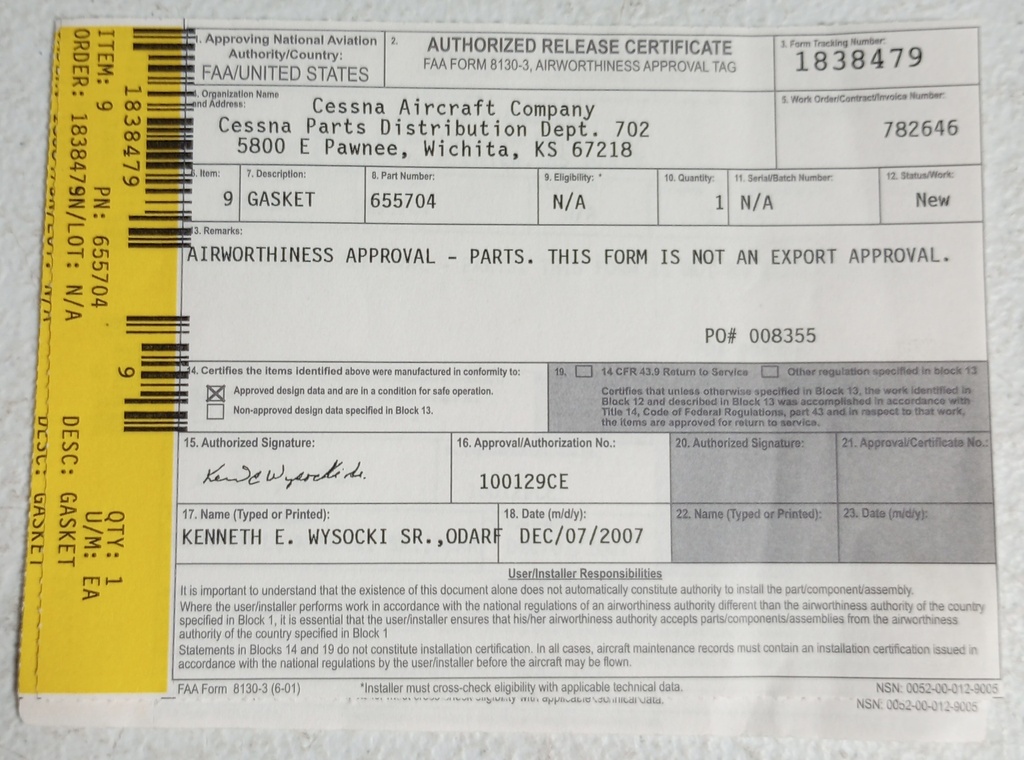 ITEM: 9 PN: 655704 QTY: 1
ORDER: 1838479N/LOT: N/A U/M: EA
DESC: GASKET
1838479 9
DESC: GASKET
1. Approving National Aviation
Authority/Country:
FAA/UNITED STATES
2.
AUTHORIZED RELEASE CERTIFICATE
FAA FORM 8130-3, AIRWORTHINESS APPROVAL TAG
3. Form Tracking Number:
1838479
4. Organization Name
and Address:
Cessna Aircraft Company
Cessna Parts Distribution Dept. 702
5800 E Pawnee, Wichita, KS 67218
5. Work Order/Contract/Invoice Number:
782646
6. Item:
9
7. Description:
GASKET
8. Part Number:
655704
9. Eligibility: *
N/A
10. Quantity:
1
11. Serial/Batch Number:
N/A
12. Status/Work:
New
13. Remarks:
AIRWORTHINESS APPROVAL - PARTS. THIS FORM IS NOT AN EXPORT APPROVAL.
PO# 008355
14. Certifies the items identified above were manufactured in conformity to:
Approved design data and are in a condition for safe operation.
Non-approved design data specified in Block 13.
19. 14 CFR 43.9 Return to Service Other regulation specified in block 13
Certifies that unless otherwise specified in Block 13, the work identified in
Block 12 and described in Block 13 was accomplished in accordance with
Title 14, Code of Federal Regulations, part 43 and in respect to that work,
the items are approved for return to service.
15. Authorized Signature:
16. Approval/Authorization No.:
100129CE
20. Authorized Signature:
21. Approval/Certificate No.:
17. Name (Typed or Printed):
KENNETH E. WYSOCKI SR.,ODARF
18. Date (m/d/y):
DEC/07/2007
22. Name (Typed or Printed):
23. Date (m/d/y):
User/Installer Responsibilities
It is important to understand that the existence of this document alone does not automatically constitute authority to install the part/component/assembly.
Where the user/installer performs work in accordance with the national regulations of an airworthiness authority different than the airworthiness authority of the country
specified in Block 1, it is essential that the user/installer ensures that his/her airworthiness authority accepts parts/components/assemblies from the airworthiness
authority of the country specified in Block 1
Statements in Blocks 14 and 19 do not constitute installation certification. In all cases, aircraft maintenance records must contain an installation certification issued in
accordance with the national regulations by the user/installer before the aircraft may be flown.
FAA Form 8130-3 (6-01)
*Installer must cross-check eligibility with applicable technical data.
NSN: 0052-00-012-9005
NSN: 0052-00-012-9005